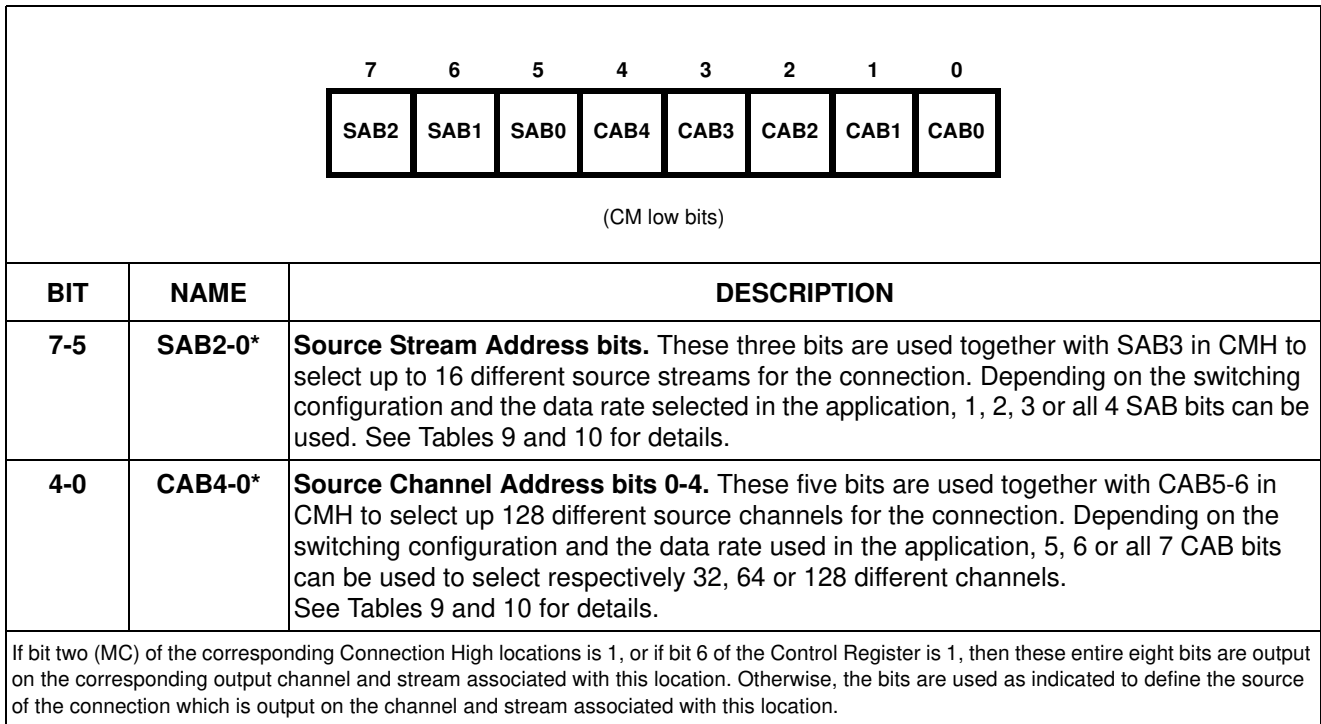 7 6 5 4 3 2 1 0
SAB2 SAB1 SAB0 CAB4 CAB3 CAB2 CAB1 CAB0
(CM low bits)
BIT NAME DESCRIPTION
7-5 SAB2-0* Source Stream Address bits. These three bits are used together with SAB3 in CMH to
select up to 16 different source streams for the connection. Depending on the switching
configuration and the data rate selected in the application, 1, 2, 3 or all 4 SAB bits can be
used. See Tables 9 and 10 for details.
4-0 CAB4-0* Source Channel Address bits 0-4. These five bits are used together with CAB5-6 in
CMH to select up 128 different source channels for the connection. Depending on the
switching configuration and the data rate used in the application, 5, 6 or all 7 CAB bits
can be used to select respectively 32, 64 or 128 different channels.
See Tables 9 and 10 for details.
If bit two (MC) of the corresponding Connection High locations is 1, or if bit 6 of the Control Register is 1, then these entire eight bits are output
on the corresponding output channel and stream associated with this location. Otherwise, the bits are used as indicated to define the source
of the connection which is output on the channel and stream associated with this location.